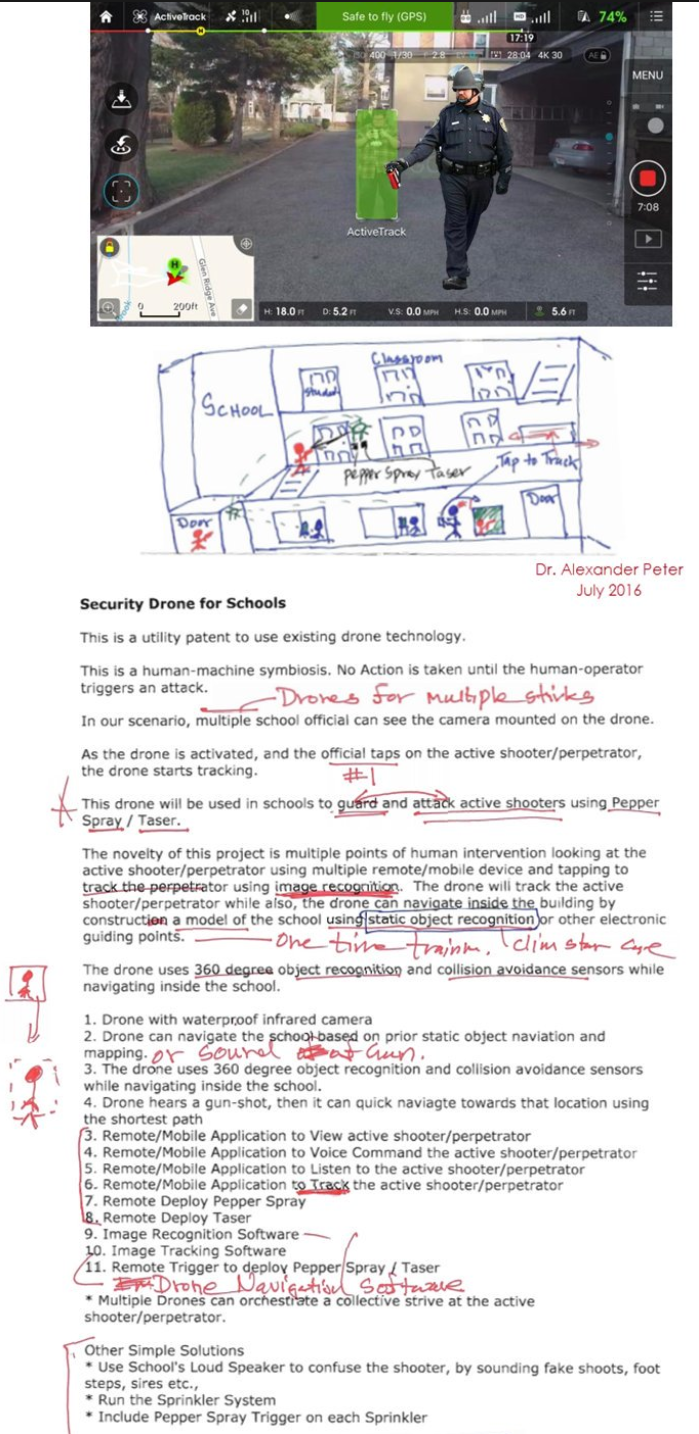 ActiveTrack
10
Safe to fly (GPS)
HD
74%
17:19
ISO 400 1/30 F 2.8
28:04 4K 30
AE
MENU
7:08
ActiveTrack
H
Glen Ridge Ave
0 200ft
H: 18.0 FT D: 5.2 FT V.S: 0.0 MPH H.S: 0.0 MPH 5.6 FT
Classroom
Student
SCHOOL
Pepper Spray Taser
Tap to Track
Door
Door
Dr. Alexander Peter
July 2016
Security Drone for Schools
This is a utility patent to use existing drone technology.
This is a human-machine symbiosis. No Action is taken until the human-operator
triggers an attack.
Drones for multiple stirks
In our scenario, multiple school official can see the camera mounted on the drone.
As the drone is activated, and the official taps on the active shooter/perpetrator,
the drone starts tracking.
#1
This drone will be used in schools to guard and attack active shooters using Pepper
Spray / Taser.
The novelty of this project is multiple points of human intervention looking at the
active shooter/perpetrator using multiple remote/mobile device and tapping to
track the perpetrator using image recognition. The drone will track the active
shooter/perpetrator while also, the drone can navigate inside the building by
construction a model of the school using static object recognition or other electronic
guiding points.
One time
The drone uses 360 degree object recognition and collision avoidance sensors while
navigating inside the school.
1. Drone with waterproof infrared camera
2. Drone can navigate the school based on prior static object naviation and
mapping. or sound at Gun.
3. The drone uses 360 degree object recognition and collision avoidance sensors
while navigating inside the school.
4. Drone hears a gun-shot, then it can quick naviagte towards that location using
the shortest path
3. Remote/Mobile Application to View active shooter/perpetrator
4. Remote/Mobile Application to Voice Command the active shooter/perpetrator
5. Remote/Mobile Application to Listen to the active shooter/perpetrator
6. Remote/Mobile Application to Track the active shooter/perpetrator
7. Remote Deploy Pepper Spray
8. Remote Deploy Taser
9. Image Recognition Software
10. Image Tracking Software
11. Remote Trigger to deploy Pepper Spray / Taser
Drone Navigation Software
* Multiple Drones can orchestrate a collective strive at the active
shooter/perpetrator.
Other Simple Solutions
* Use School's Loud Speaker to confuse the shooter, by sounding fake shoots, foot
steps, sires etc.,
* Run the Sprinkler System
* Include Pepper Spray Trigger on each Sprinkler